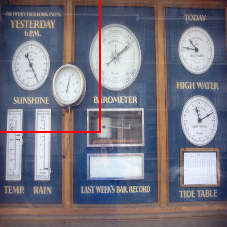 YESTERDAY
6 P.M.
SUNSHINE
TEMP.
RAIN
BAROMETER
LAST WEEK'S BAR. RECORD
TODAY
HIGH WATER
TIDE TABLE